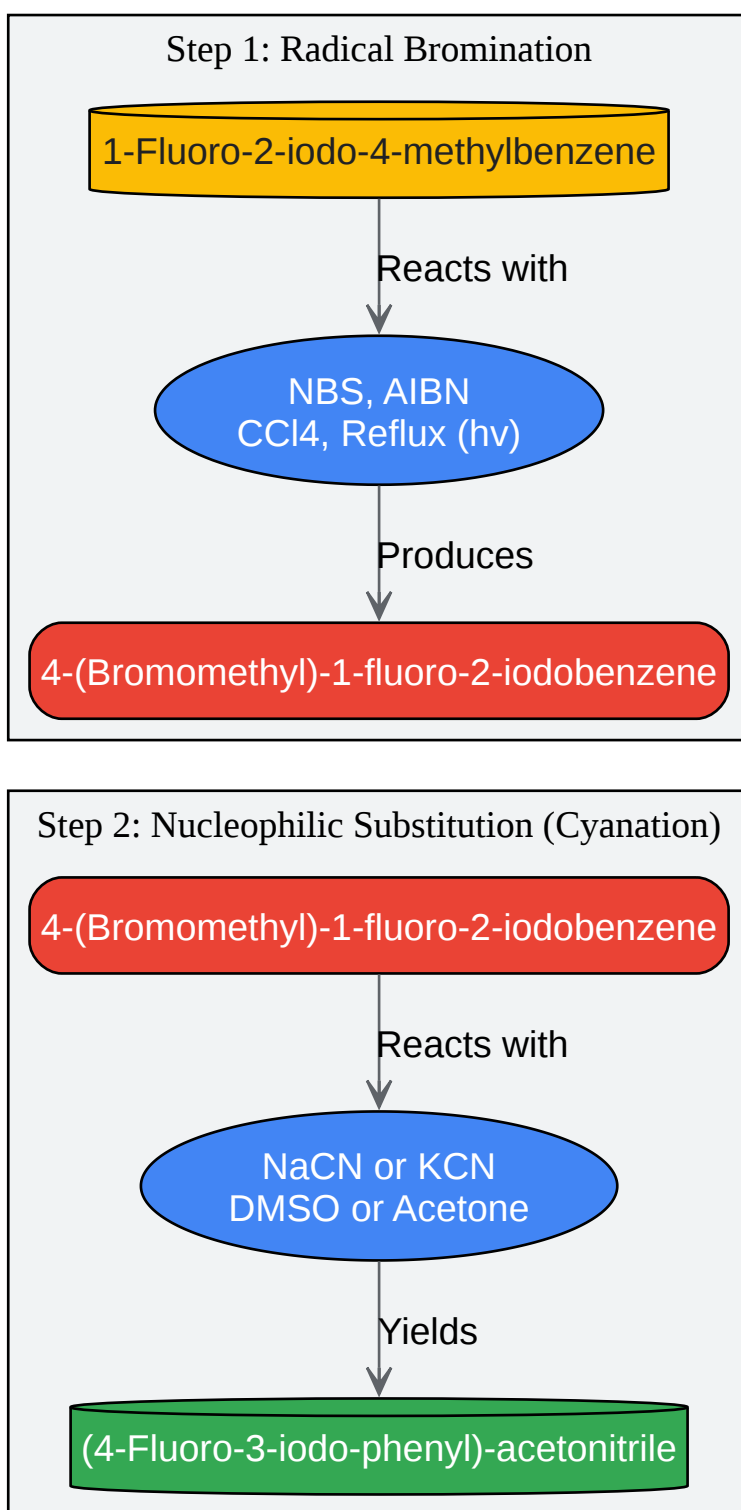 Step 1: Radical Bromination
1-Fluoro-2-iodo-4-methylbenzene
Reacts with
NBS, AIBN
CCl4, Reflux (hv)
Produces
4-(Bromomethyl)-1-fluoro-2-iodobenzene
Step 2: Nucleophilic Substitution (Cyanation)
4-(Bromomethyl)-1-fluoro-2-iodobenzene
Reacts with
NaCN or KCN
DMSO or Acetone
Yields
(4-Fluoro-3-iodo-phenyl)-acetonitrile